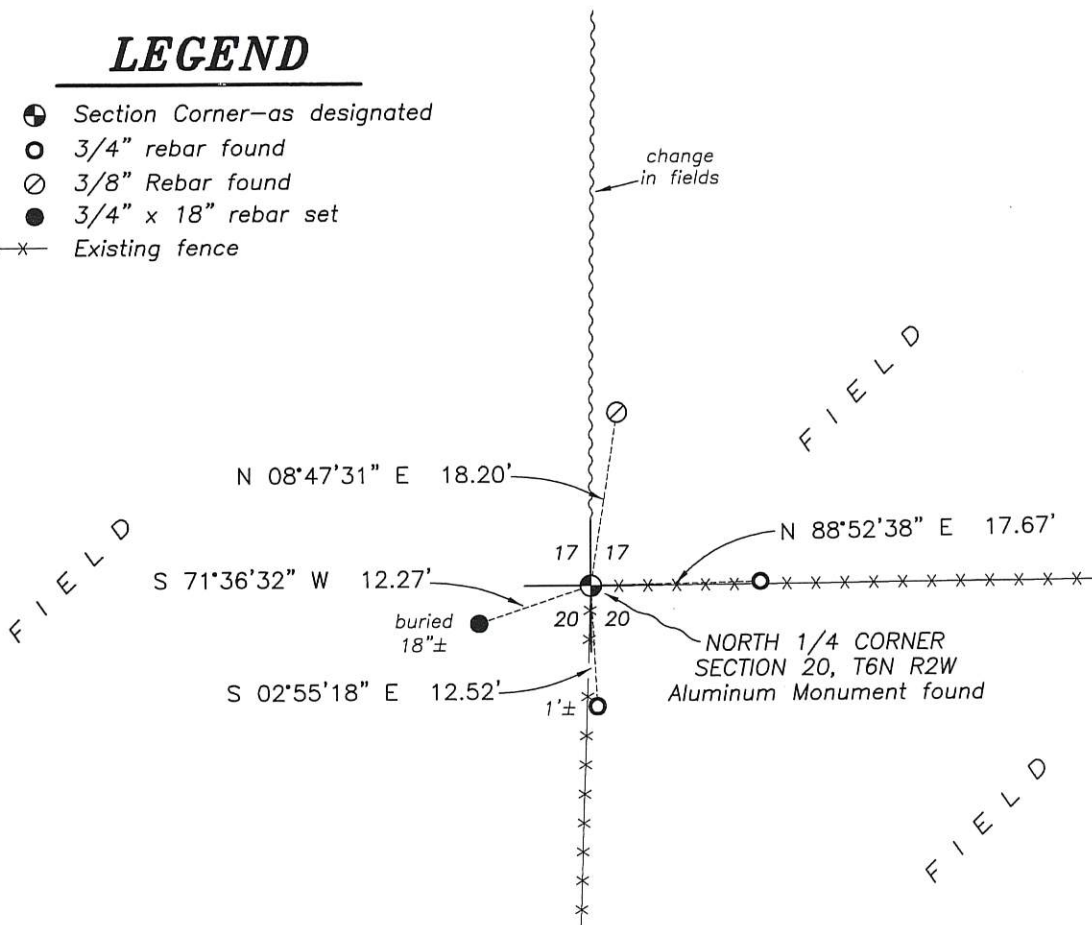 LEGEND
Section Corner-as designated
3/4" rebar found
3/8" Rebar found
3/4" x 18" rebar set
Existing fence
change
in fields
FIELD
N 08°47'31" E 18.20'
N 88°52'38" E 17.67'
FIELD
17 17
S 71°36'32" W 12.27'
buried
18"±
20 20
NORTH 1/4 CORNER
SECTION 20, T6N R2W
Aluminum Monument found
S 02°55'18" E 12.52'
1'±
FIELD